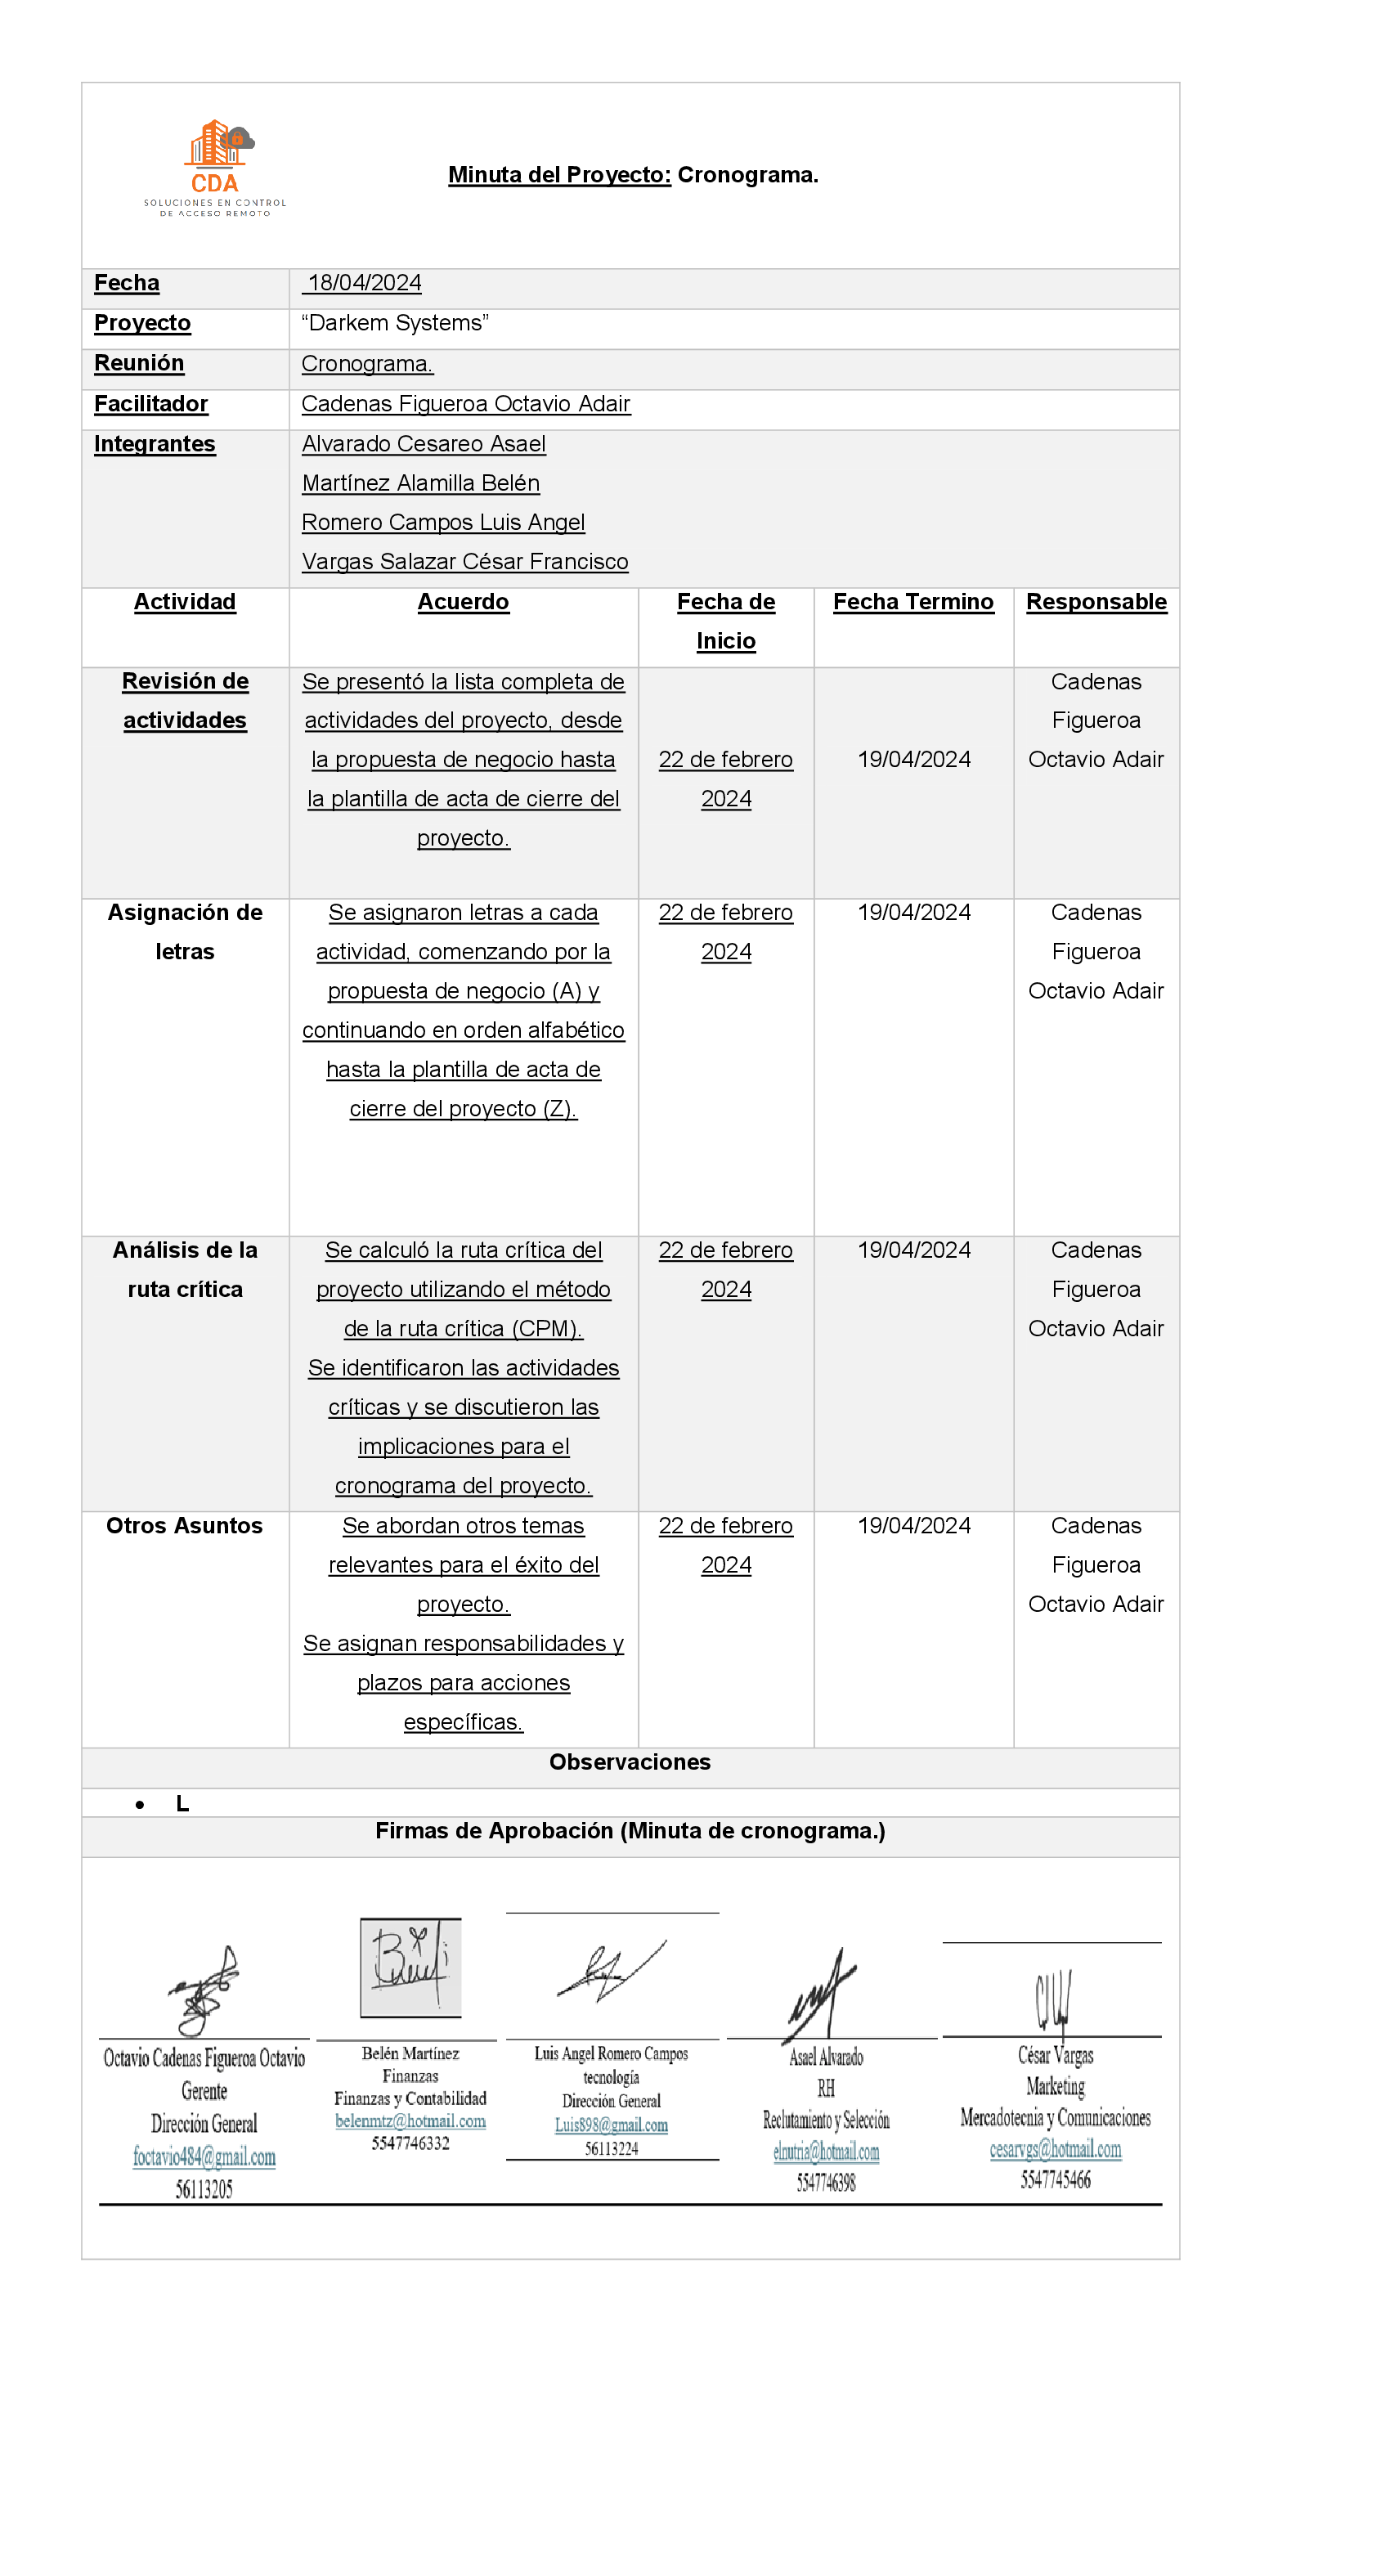 CDA
SOLUCIONES EN CONTROL
DE ACCESO REMOTO
Minuta del Proyecto: Cronograma.
Fecha 18/04/2024
Proyecto “Darkem Systems”
Reunión Cronograma.
Facilitador Cadenas Figueroa Octavio Adair
Integrantes Alvarado Cesareo Asael
Martínez Alamilla Belén
Romero Campos Luis Angel
Vargas Salazar César Francisco
Actividad Acuerdo Fecha de Inicio Fecha Termino Responsable
Revisión de
actividades
Se presentó la lista completa de
actividades del proyecto, desde
la propuesta de negocio hasta
la plantilla de acta de cierre del
proyecto.
22 de febrero
2024
19/04/2024
Cadenas
Figueroa
Octavio Adair
Asignación de
letras
Se asignaron letras a cada
actividad, comenzando por la
propuesta de negocio (A) y
continuando en orden alfabético
hasta la plantilla de acta de
cierre del proyecto (Z).
22 de febrero
2024
19/04/2024
Cadenas
Figueroa
Octavio Adair
Análisis de la
ruta crítica
Se calculó la ruta crítica del
proyecto utilizando el método
de la ruta crítica (CPM).
Se identificaron las actividades
críticas y se discutieron las
implicaciones para el
cronograma del proyecto.
22 de febrero
2024
19/04/2024
Cadenas
Figueroa
Octavio Adair
Otros Asuntos
Se abordan otros temas
relevantes para el éxito del
proyecto.
Se asignan responsabilidades y
plazos para acciones
específicas.
22 de febrero
2024
19/04/2024
Cadenas
Figueroa
Octavio Adair
Observaciones
• L
Firmas de Aprobación (Minuta de cronograma.)
Octavio Cadenas Figueroa Octavio
Gerente
Dirección General
foctavio484@gmail.com
56113205
Belén Martínez
Finanzas
Finanzas y Contabilidad
belenmtz@hotmail.com
5547746332
Luis Angel Romero Campos
tecnología
Dirección General
Luis898@gmail.com
56113224
Asael Alvarado
RH
Reclutamiento y Selección
elnutria@hotmail.com
5547746398
César Vargas
Marketing
Mercadotecnia y Comunicaciones
cesarvgs@hotmail.com
5547745466